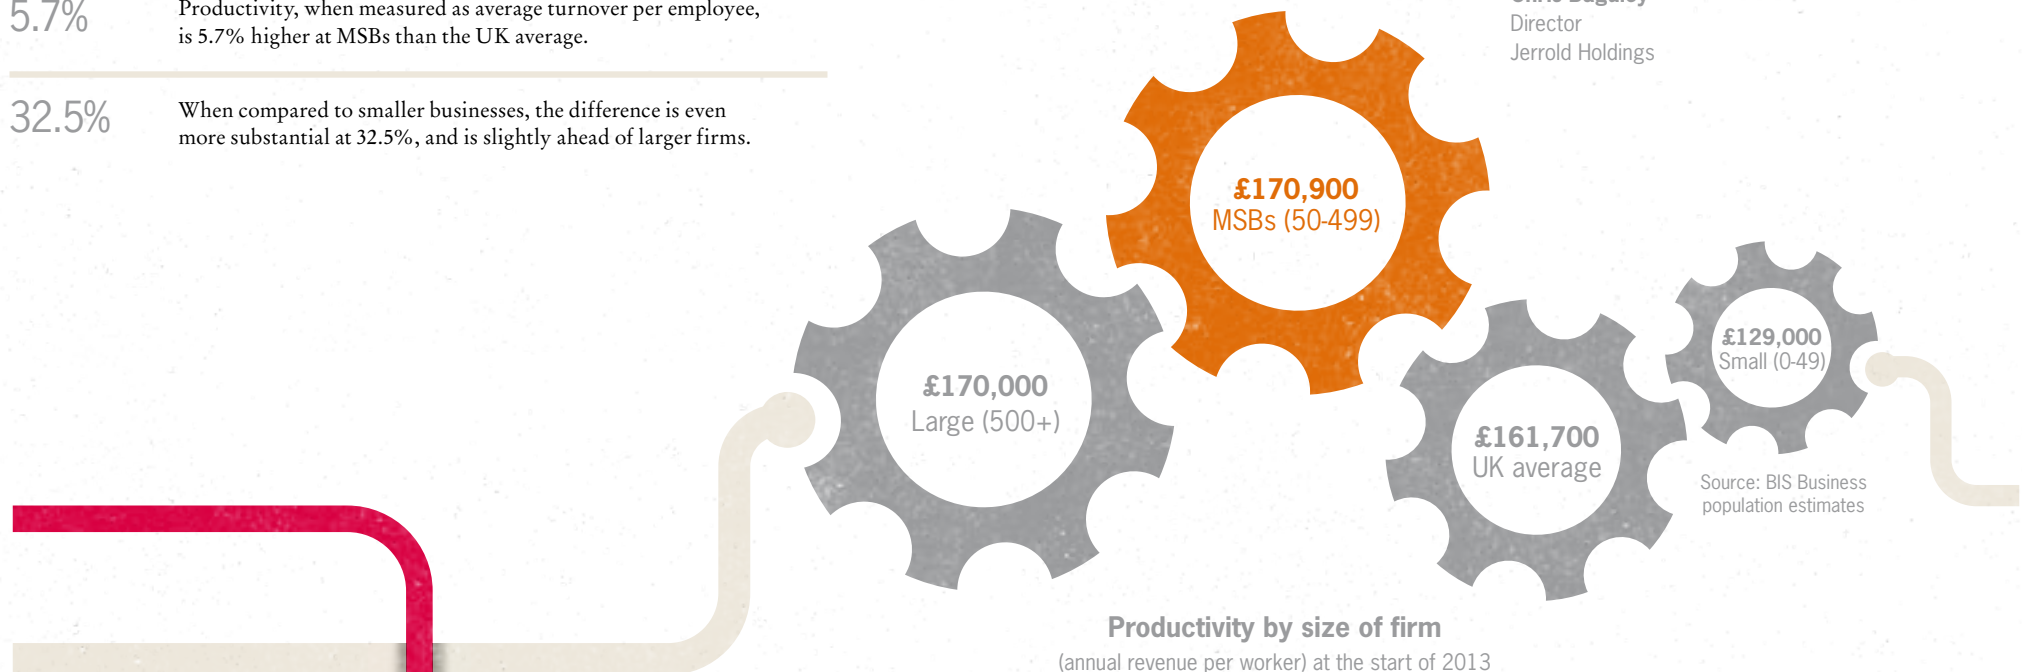 5.7%
Productivity, when measured as average turnover per employee,
is 5.7% higher at MSBs than the UK average.
32.5%
When compared to smaller businesses, the difference is even
more substantial at 32.5%, and is slightly ahead of larger firms.
Director
Jerrold Holdings
£170,900
MSBs (50-499)
£170,000
Large (500+)
£161,700
UK average
£129,000
Small (0-49)
Source: BIS Business
population estimates
Productivity by size of firm
(annual revenue per worker) at the start of 2013